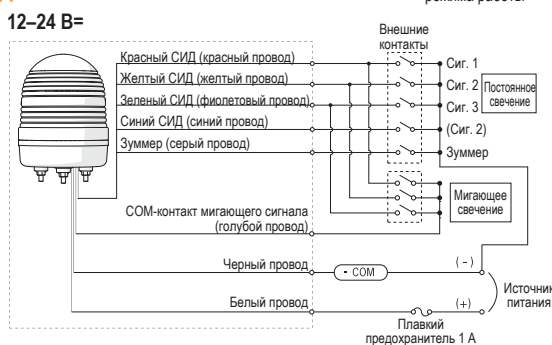 режима работы
12–24 В=
Внешние
контакты
Красный СИД (красный провод)
Сиг. 1
Желтый СИД (желтый провод)
Сиг. 2
Зеленый СИД (фиолетовый провод)
Сиг. 3
Постоянное
свечение
Синий СИД (синий провод)
(Сиг. 2)
Зуммер (серый провод)
Зуммер
Мигающее
свечение
COM-контакт мигающего сигнала
(голубой провод)
Черный провод
- COM
( - )
Источник
питания
Белый провод
(+)
Плавкий
предохранитель 1 А